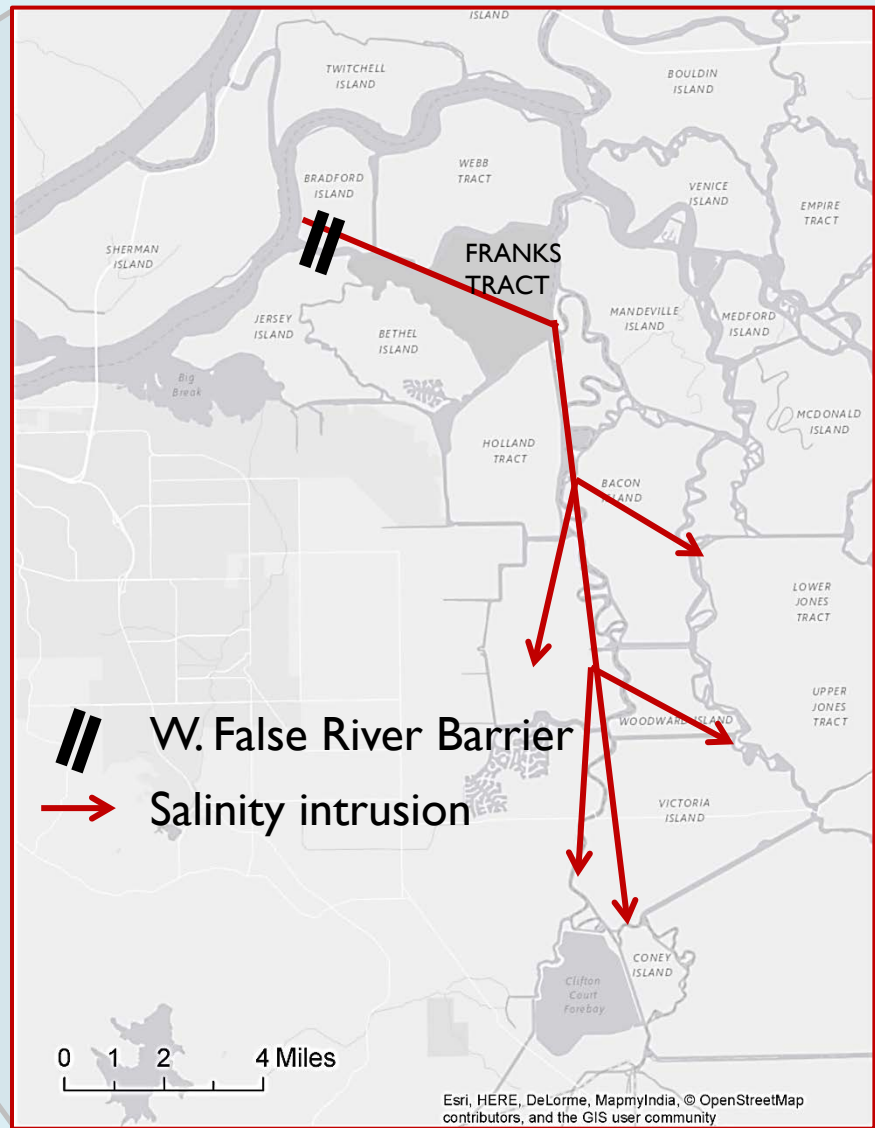 ISLAND
TWITCHELL
ISLAND
BOULDIN
ISLAND
WEBB
TRACT
BRADFORD
ISLAND
VENICE
ISLAND
EMPIRE
TRACT
SHERMAN
ISLAND
FRANKS
TRACT
JERSEY
ISLAND
BETHEL
ISLAND
MANDEVILLE
ISLAND
MEDFORD
ISLAND
Big
Break
MCDONALD
ISLAND
HOLLAND
TRACT
BACON
ISLAND
LOWER
JONES
TRACT
UPPER
JONES
TRACT
WOODWARD ISLAND
W. False River Barrier
Salinity intrusion
VICTORIA
ISLAND
CONEY
ISLAND
Clifton
Court
Forebay
0 1 2 4 Miles
Esri, HERE, DeLorme, MapmyIndia, © OpenStreetMap
contributors, and the GIS user community